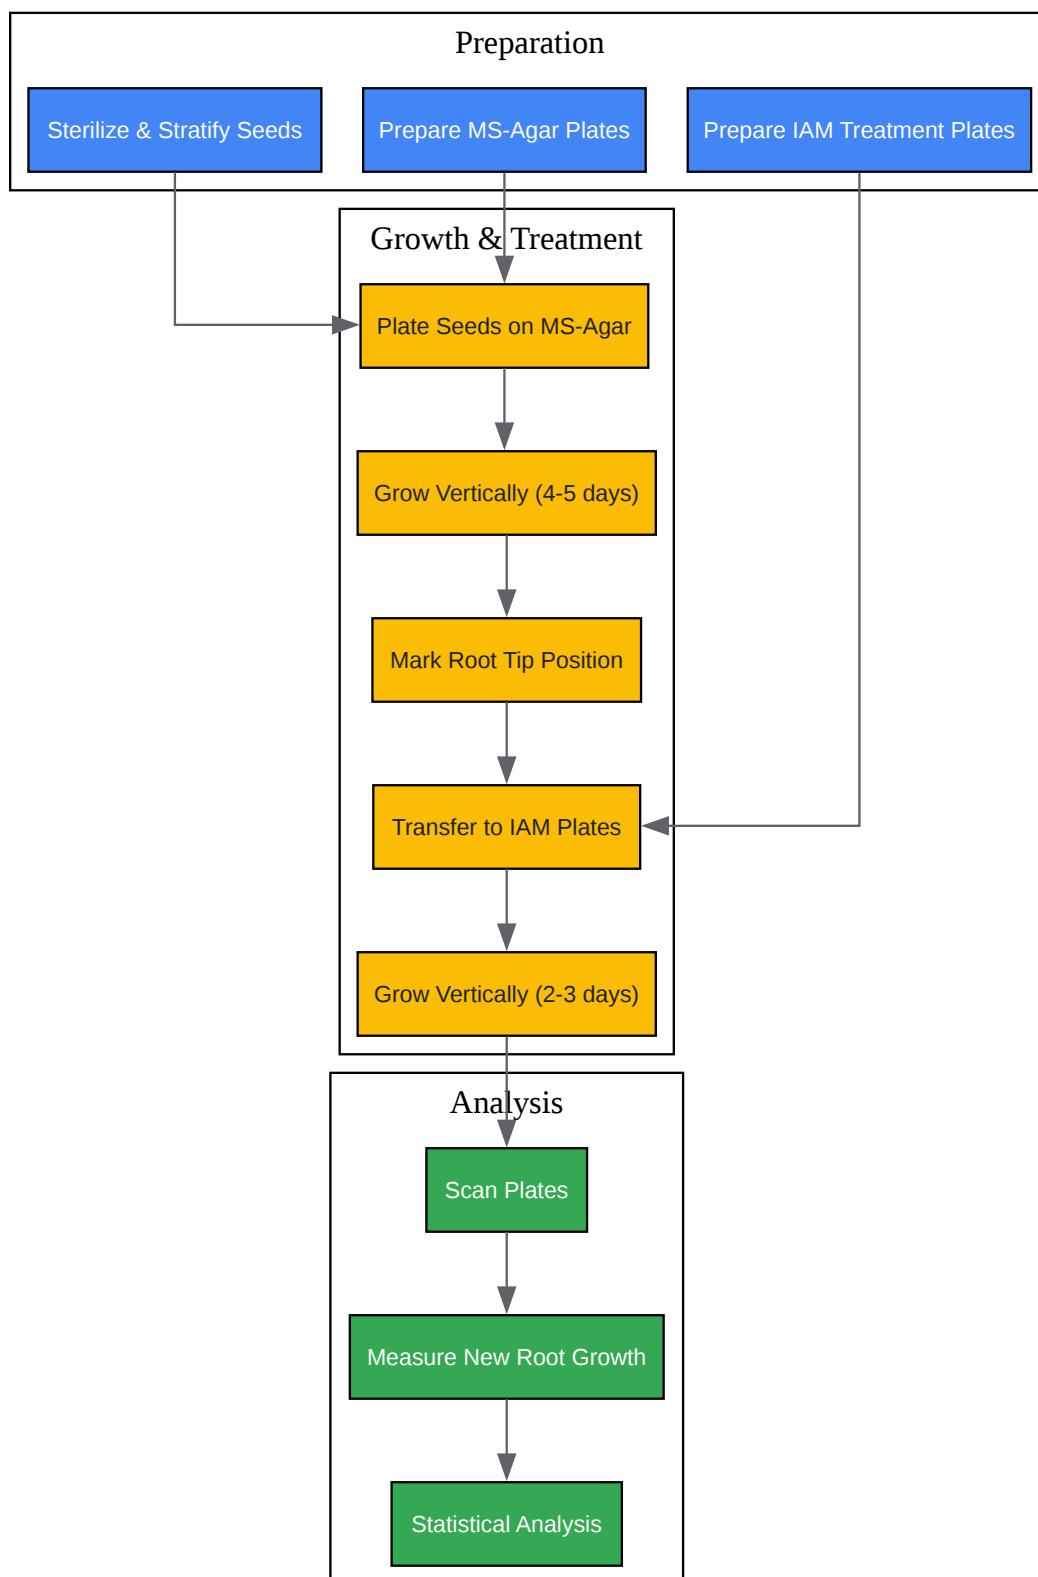 Preparation
Sterilize & Stratify Seeds
Prepare MS-Agar Plates
Prepare IAM Treatment Plates
Growth & Treatment
Plate Seeds on MS-Agar
Grow Vertically (4-5 days)
Mark Root Tip Position
Transfer to IAM Plates
Grow Vertically (2-3 days)
Analysis
Scan Plates
Measure New Root Growth
Statistical Analysis